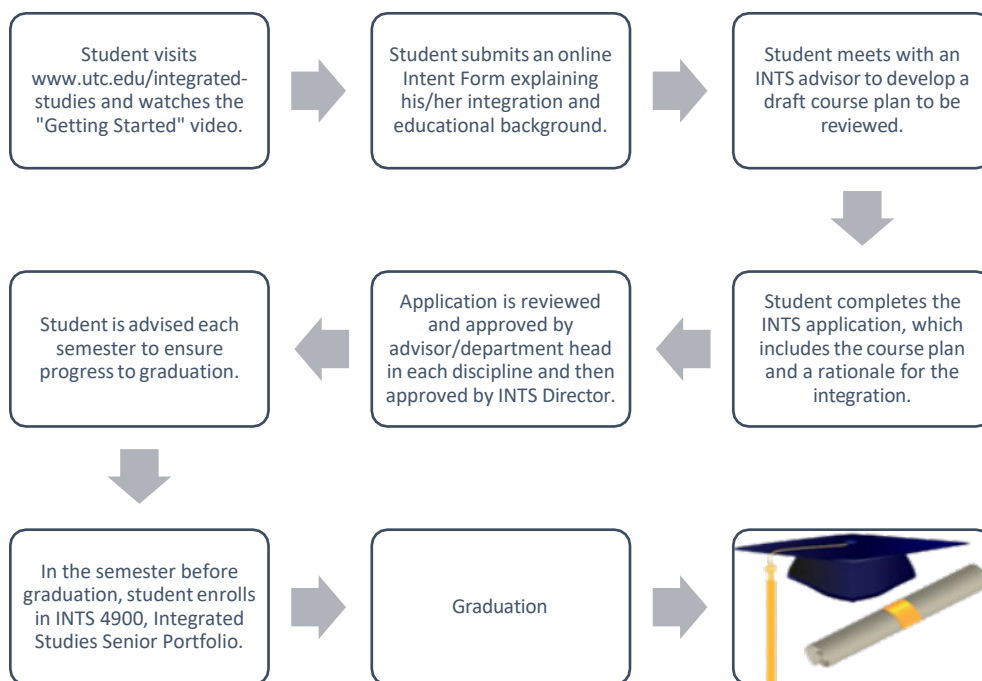 Student visits
www.utc.edu/integrated-
studies and watches the
"Getting Started" video.
Student submits an online
Intent Form explaining
his/her integration and
educational background.
Student meets with an
INTS advisor to develop a
draft course plan to be
reviewed.
Student completes the
INTS application, which
includes the course plan
and a rationale for the
integration.
Application is reviewed
and approved by
advisor/department head
in each discipline and then
approved by INTS Director.
Student is advised each
semester to ensure
progress to graduation.
In the semester before
graduation, student enrolls
in INTS 4900, Integrated
Studies Senior Portfolio.
Graduation